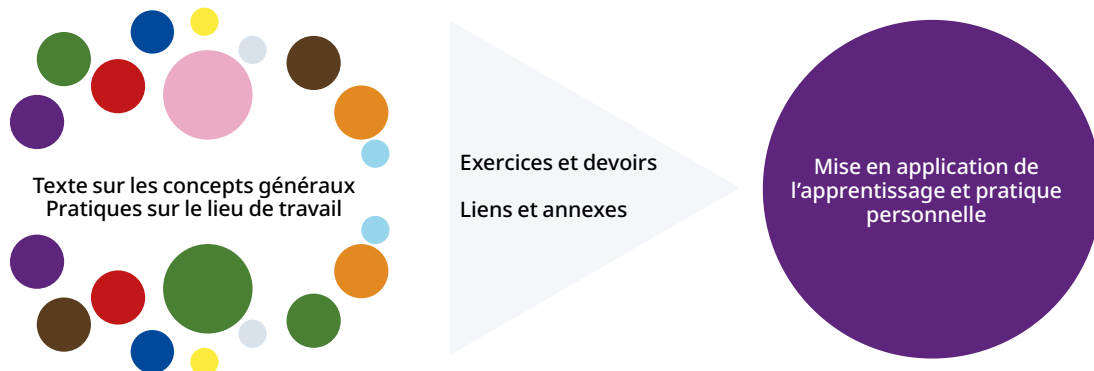 Texte sur les concepts généraux
Pratiques sur le lieu de travail
Exercices et devoirs
Liens et annexes
Mise en application de
l'apprentissage et pratique
personnelle